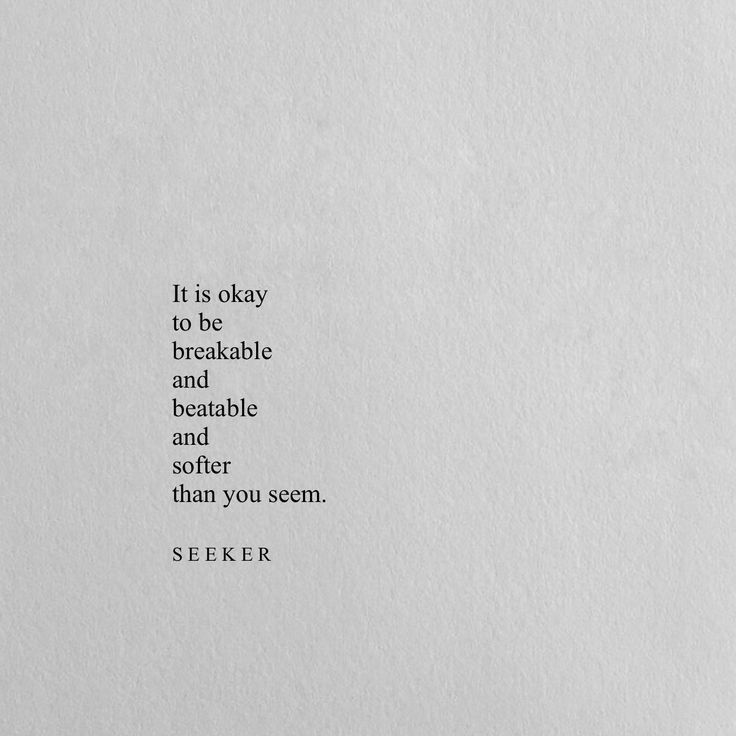 It is okay
to be
breakable
and
beatable
and
softer
than you seem.
SEEKER